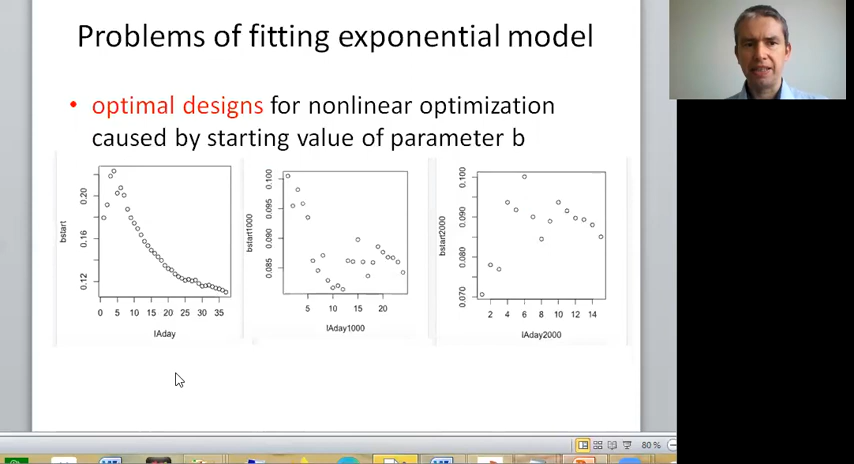 Problems of fitting exponential model
• optimal designs for nonlinear optimization
caused by starting value of parameter b
bstart
0.20
0.16
0.12
0 5 10 15 20 25 30 35
IAday
bstart1000
0.100
0.095
0.090
0.085
5 10 15 20
IAday1000
bstart2000
0.100
0.090
0.080
0.070
2 4 6 8 10 12 14
IAday2000
80 %